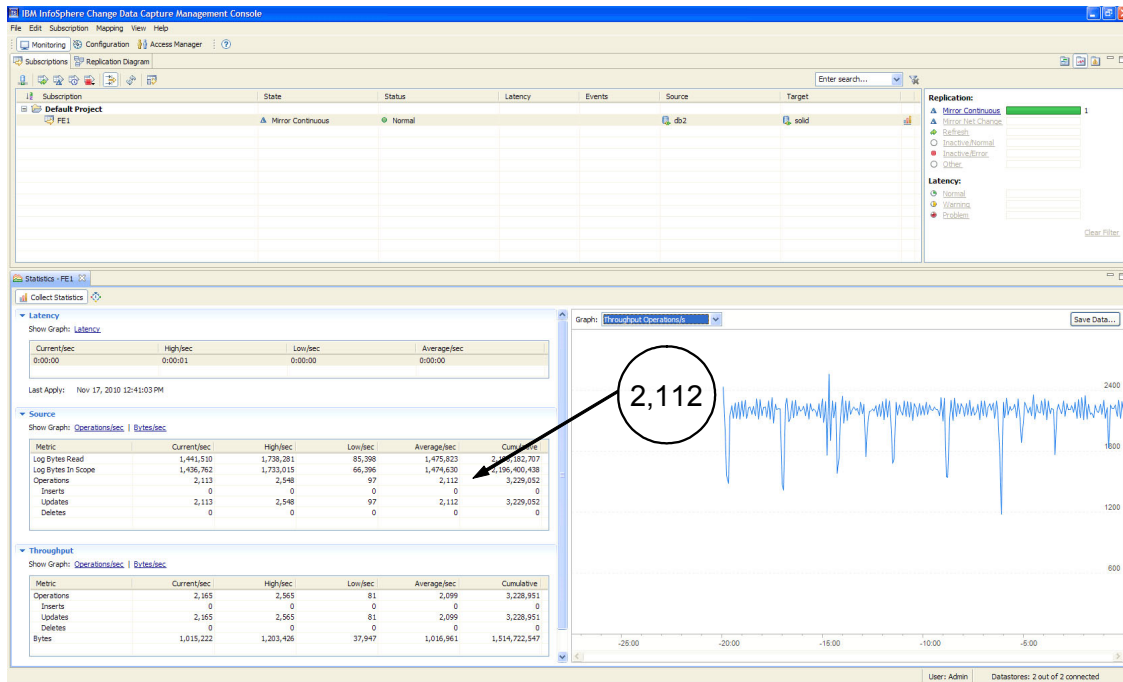 IBM InfoSphere Change Data Capture Management Console
File Edit Subscription Mapping View Help
Monitoring Configuration Access Manager
Subscriptions Replication Diagram
Enter search...
Subscription State Status Latency Events Source Target
Default Project
FE1 Mirror Continuous Normal db2 solid
Replication:
Mirror Continuous 1
Mirror Net Change
Refresh
Inactive/Normal
Inactive/Error
Other
Latency:
Normal
Warning
Problem
Clear Filter
Statistics - FE1
Collect Statistics
Latency
Show Graph: Latency
Current/sec High/sec Low/sec Average/sec
0:00:00 0:00:01 0:00:00 0:00:00
Last Apply: Nov 17, 2010 12:41:03 PM
Source
Show Graph: Operations/sec | Bytes/sec
Metric Current/sec High/sec Low/sec Average/sec Cumulative
Log Bytes Read 1,441,510 1,738,281 85,398 1,475,823
Log Bytes In Scope 1,436,762 1,733,015 66,396 1,474,630 2,196,400,438
Operations 2,113 2,548 97 2,112 3,229,052
Inserts 0 0 0 0 0
Updates 2,113 2,548 97 2,112 3,229,052
Deletes 0 0 0 0 0
Throughput
Show Graph: Operations/sec | Bytes/sec
Metric Current/sec High/sec Low/sec Average/sec Cumulative
Operations 2,165 2,565 81 2,099 3,228,951
Inserts 0 0 0 0 0
Updates 2,165 2,565 81 2,099 3,228,951
Deletes 0 0 0 0 0
Bytes 1,015,222 1,203,426 37,947 1,016,961 1,514,722,547
Graph: Throughput Operations/s Save Data...
2,112
2400
1800
1200
600
-25:00 -20:00 -15:00 -10:00 -5:00
User: Admin Datastores: 2 out of 2 connected